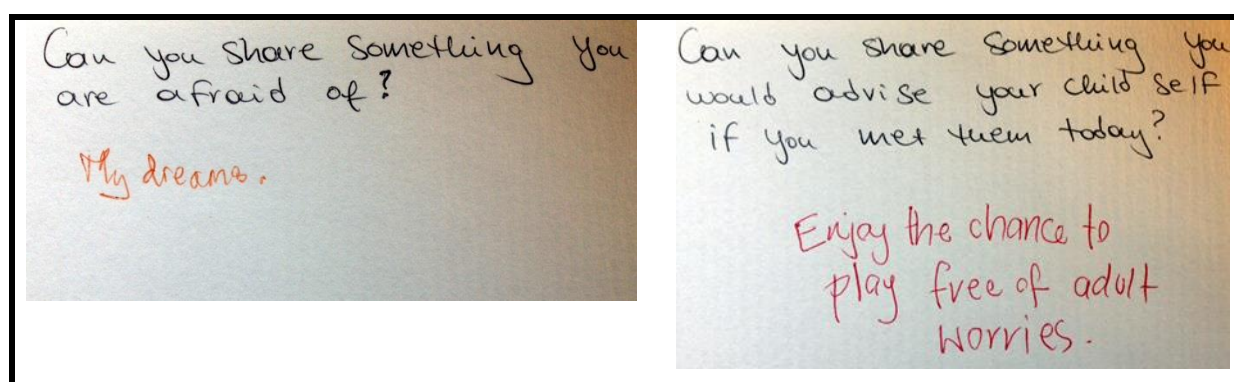 Can you share something you
are afraid of?
My dreams.
Can you share something you
would advise your child self
if you met them today?
Enjoy the chance to
play free of adult
worries.